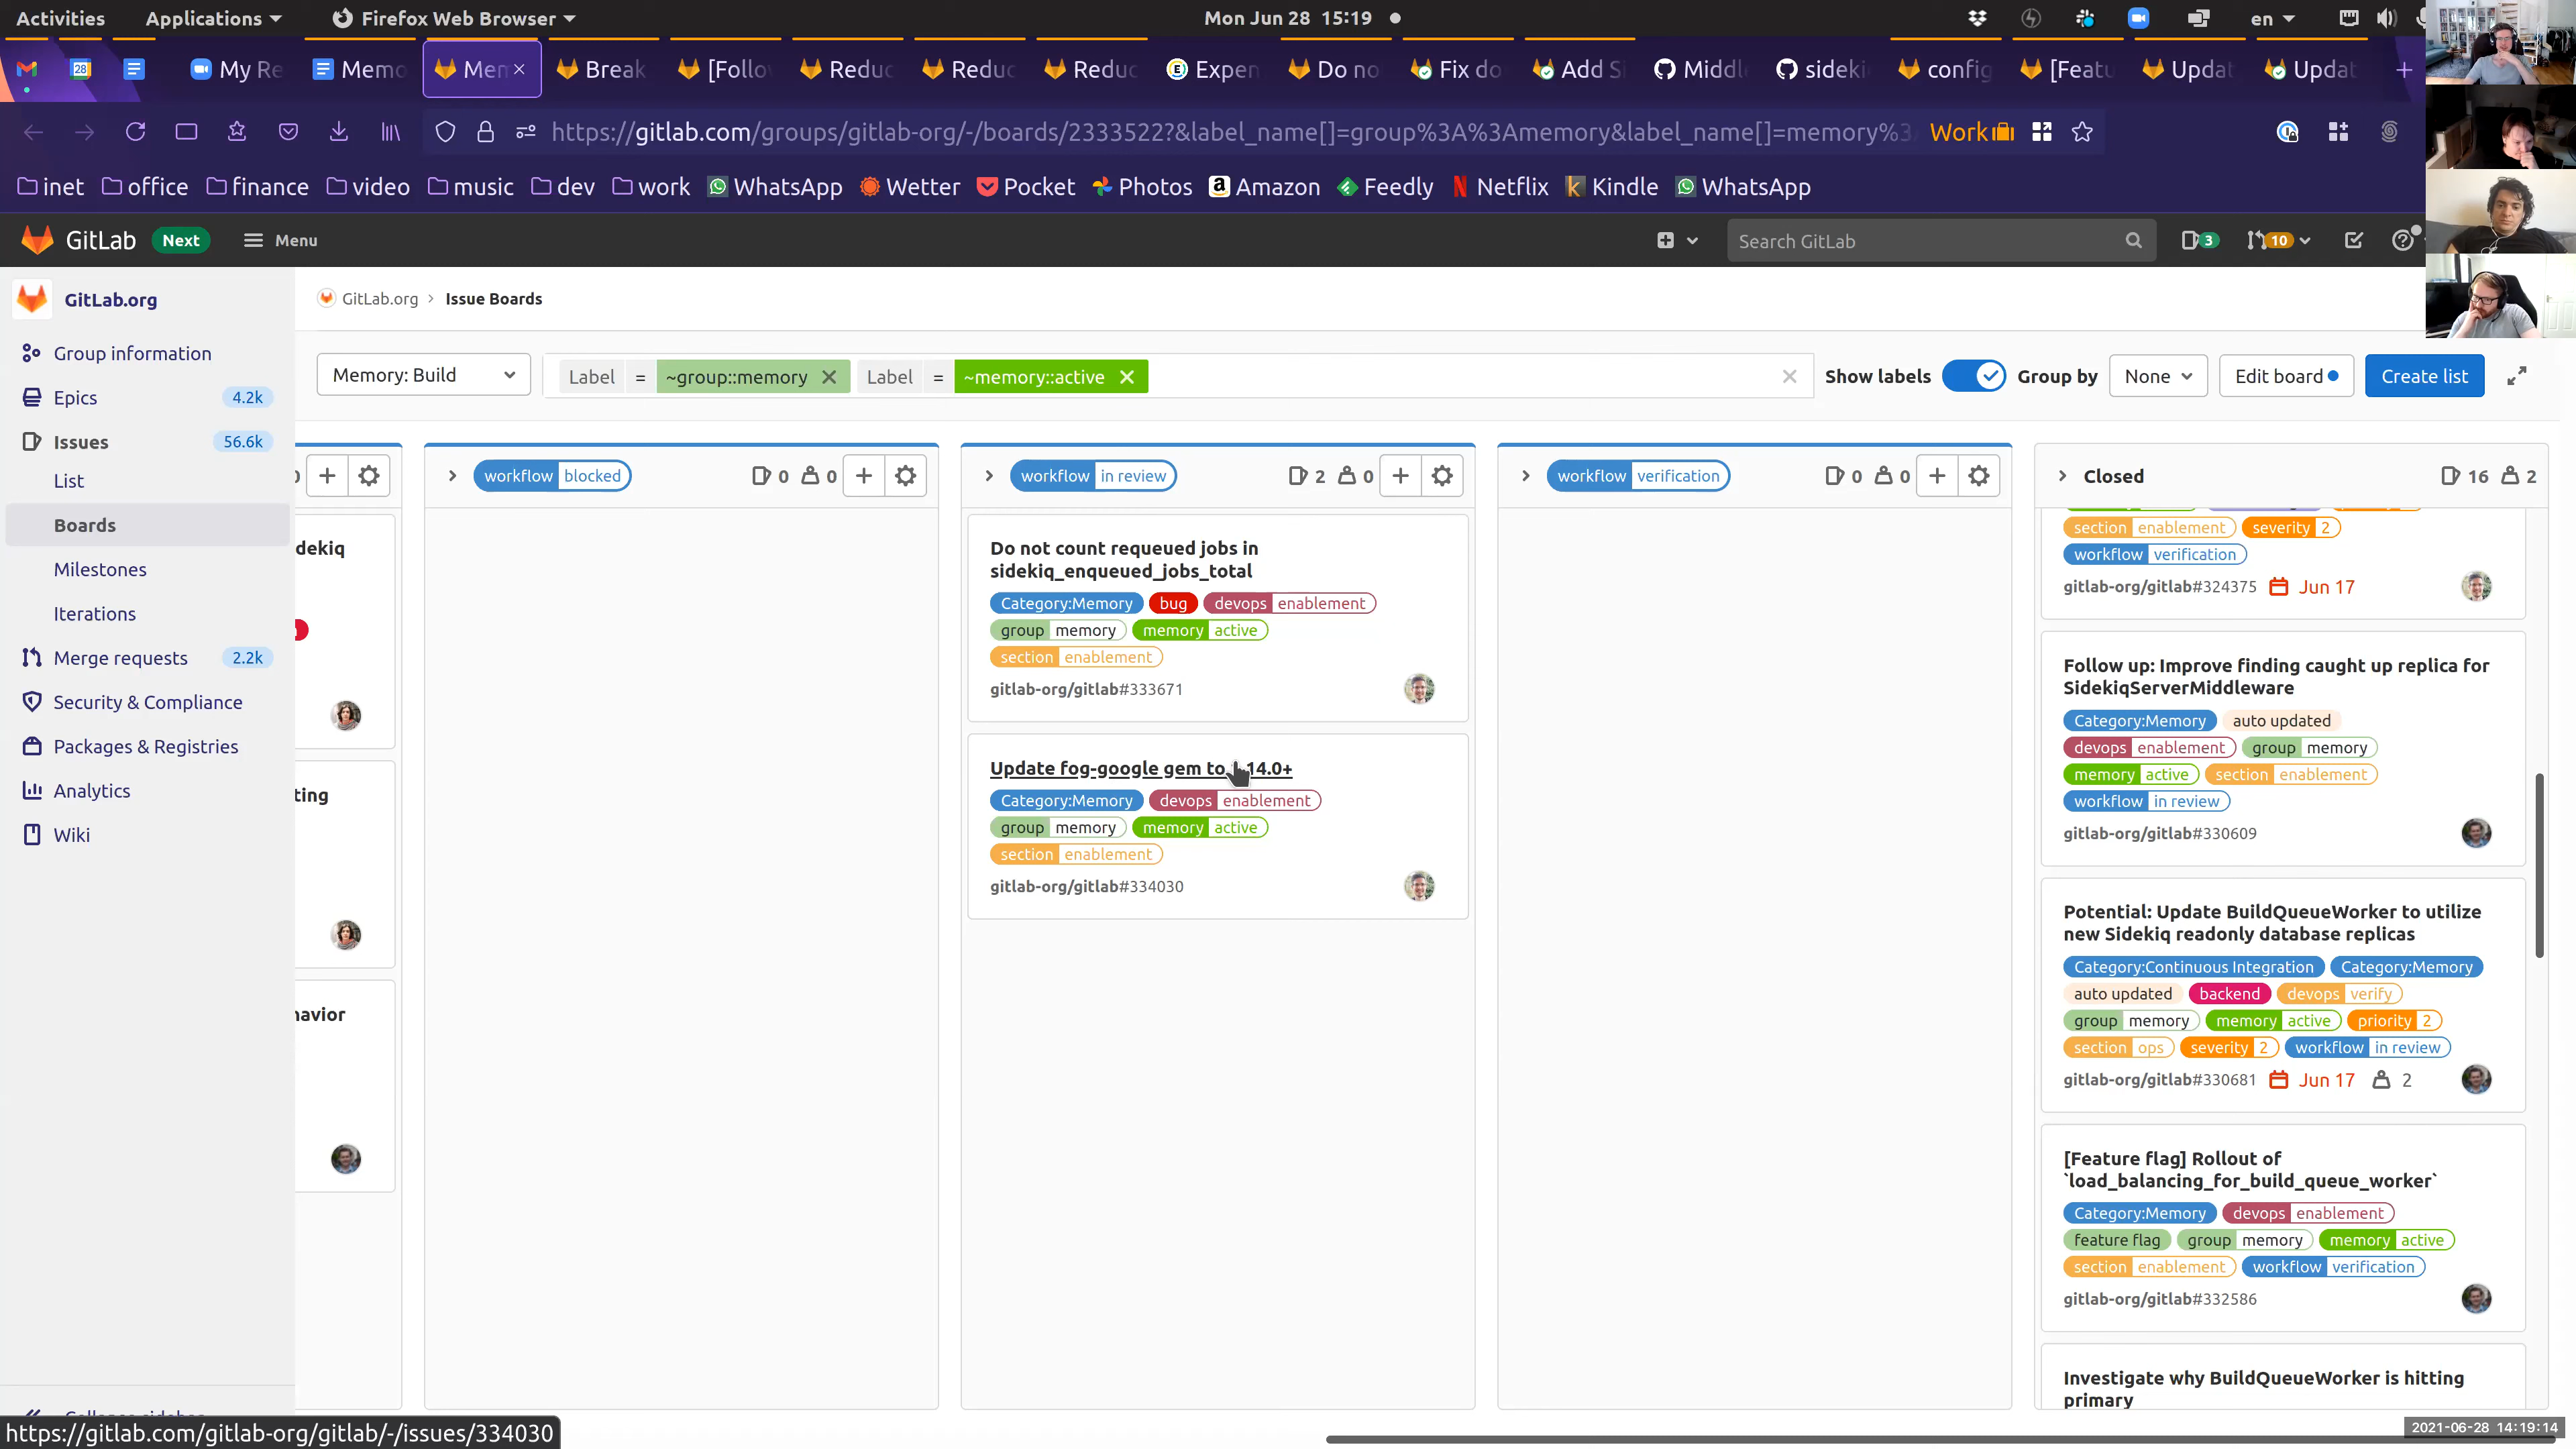 Activities Applications Firefox Web Browser Mon Jun 28 15:19 en
28 My Re Memo Mem Break [Follo Reduc Reduc Reduc Expen Do no Fix do Add Si Middl sideki config [Featu Updat Updat
https://gitlab.com/groups/gitlab-org/-/boards/2333522?&label_name[]=group%3A%3Amemory&label_name[]=memory%3 Work
inet office finance video music dev work WhatsApp Wetter Pocket Photos Amazon Feedly Netflix Kindle WhatsApp
GitLab Next Menu Search GitLab 3 10
GitLab.org
GitLab.org > Issue Boards
Group information
Epics 4.2k
Issues 56.6k
List
Boards
Milestones
Iterations
Merge requests 2.2k
Security & Compliance
Packages & Registries
Analytics
Wiki
Memory: Build Label = ~group::memory Label = ~memory::active Show labels Group by None Edit board Create list
dekiq
ting
havior
workflow blocked 0 0
workflow in review 2 0
Do not count requeued jobs in
sidekiq_enqueued_jobs_total
Category:Memory bug devops enablement
group memory memory active
section enablement
gitlab-org/gitlab#333671
Update fog-google gem to 14.0+
Category:Memory devops enablement
group memory memory active
section enablement
gitlab-org/gitlab#334030
workflow verification 0 0
Closed 16 2
section enablement severity 2
workflow verification
gitlab-org/gitlab#324375 Jun 17
Follow up: Improve finding caught up replica for
SidekiqServerMiddleware
Category:Memory auto updated
devops enablement group memory
memory active section enablement
workflow in review
gitlab-org/gitlab#330609
Potential: Update BuildQueueWorker to utilize
new Sidekiq readonly database replicas
Category:Continuous Integration Category:Memory
auto updated backend devops verify
group memory memory active priority 2
section ops severity 2 workflow in review
gitlab-org/gitlab#330681 Jun 17 2
[Feature flag] Rollout of
`load_balancing_for_build_queue_worker`
Category:Memory devops enablement
feature flag group memory memory active
section enablement workflow verification
gitlab-org/gitlab#332586
Investigate why BuildQueueWorker is hitting
primary
https://gitlab.com/gitlab-org/gitlab/-/issues/334030
2021-06-28 14:19:14